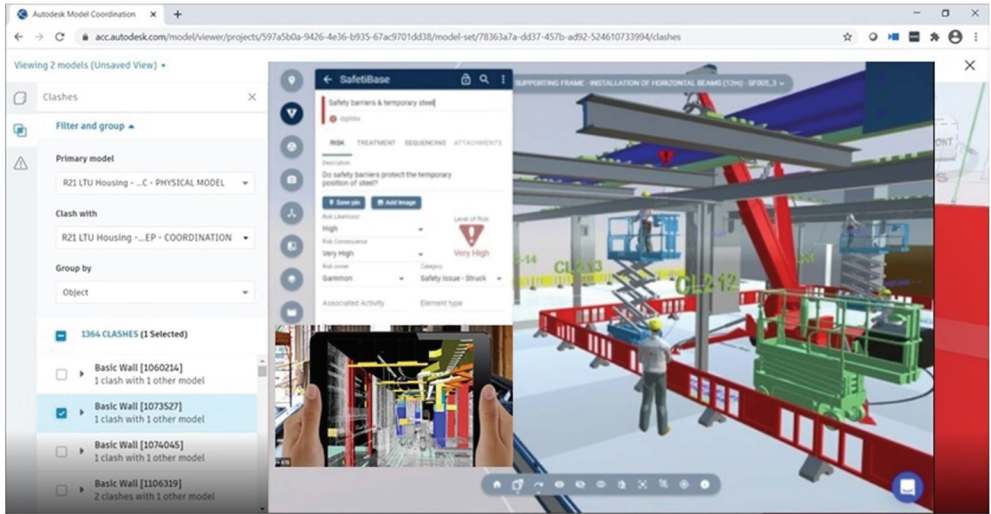 Autodesk Model Coordination
acc.autodesk.com/model/viewer/projects/597a5b0a-9426-4e36-b935-67ac9701dd38/model-set/78363a7a-dd37-457b-ad92-524610733994/clashes
Viewing 2 models (Unsaved View)
Clashes
Filter and group
Primary model
R21 LTU Housing - ...C - PHYSICAL MODEL
Clash with
R21 LTU Housing -...EP - COORDINATION
Group by
Object
1364 CLASHES (1 Selected)
Basic Wall [1060214]
1 clash with 1 other model
Basic Wall [1073527]
1 clash with 1 other model
Basic Wall [1074045]
1 clash with 1 other model
Basic Wall [1106319]
2 clashes with 1 other model
SafetiBase
Safety barriers & temporary steel
RISK TREATMENT SEQUENCING ATTACHMENTS
Description
Do safety barriers protect the temporary
position of steel?
Save pin Add Image
Risk Likelihood
High
Level of Risk
Very High
Risk Consequence
Very High
Risk owner
Gammon
Category
Safety issue - Struck
Associated Activity
Element type
SUPPORTING FRAME - INSTALLATION OF HORIZONTAL BEAMS (12m) - SF001_3
-14
CL2 13
CL2 12